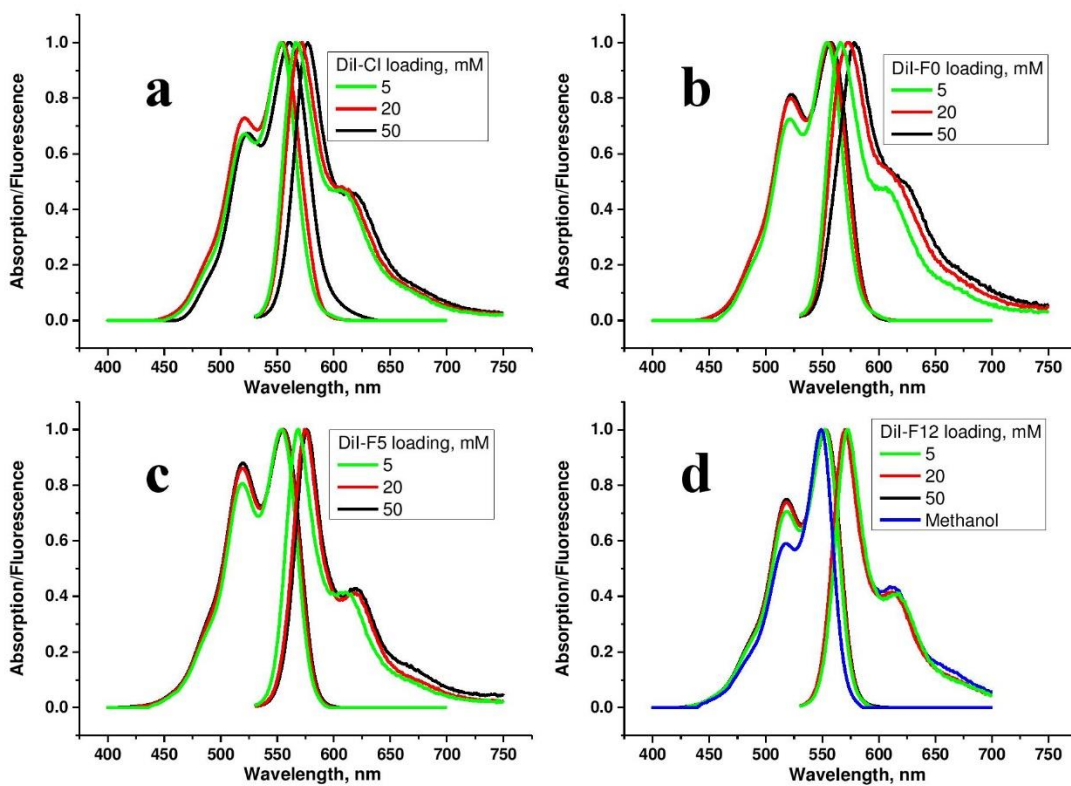 a
DiI-Cl loading, mM
5
20
50
Absorption/Fluorescence
1.0
0.8
0.6
0.4
0.2
0.0
400 450 500 550 600 650 700 750
Wavelength, nm
b
DiI-F0 loading, mM
5
20
50
Absorption/Fluorescence
1.0
0.8
0.6
0.4
0.2
0.0
400 450 500 550 600 650 700 750
Wavelength, nm
c
DiI-F5 loading, mM
5
20
50
Absorption/Fluorescence
1.0
0.8
0.6
0.4
0.2
0.0
400 450 500 550 600 650 700 750
Wavelength, nm
d
DiI-F12 loading, mM
5
20
50
Methanol
Absorption/Fluorescence
1.0
0.8
0.6
0.4
0.2
0.0
400 450 500 550 600 650 700 750
Wavelength, nm